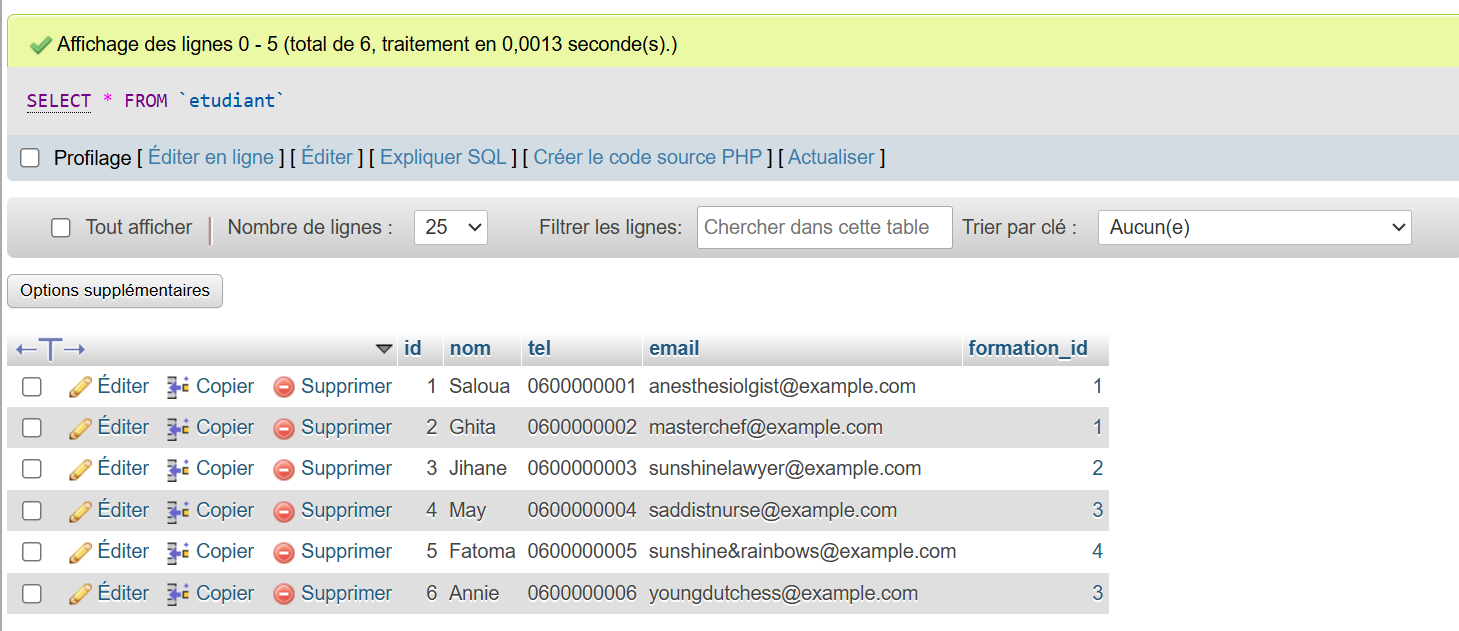 Affichage des lignes 0 - 5 (total de 6, traitement en 0,0013 seconde(s).)
SELECT * FROM `etudiant`
Profilage [ Éditer en ligne ] [ Éditer ] [ Expliquer SQL ] [ Créer le code source PHP ] [ Actualiser ]
Tout afficher Nombre de lignes : 25 Filtrer les lignes: Chercher dans cette table Trier par clé : Aucun(e)
Options supplémentaires
←T→ id nom tel email formation_id
Éditer Copier Supprimer 1 Saloua 0600000001 anesthesiolgist@example.com 1
Éditer Copier Supprimer 2 Ghita 0600000002 masterchef@example.com 1
Éditer Copier Supprimer 3 Jihane 0600000003 sunshinelawyer@example.com 2
Éditer Copier Supprimer 4 May 0600000004 saddistnurse@example.com 3
Éditer Copier Supprimer 5 Fatoma 0600000005 sunshine&rainbows@example.com 4
Éditer Copier Supprimer 6 Annie 0600000006 youngdutchess@example.com 3